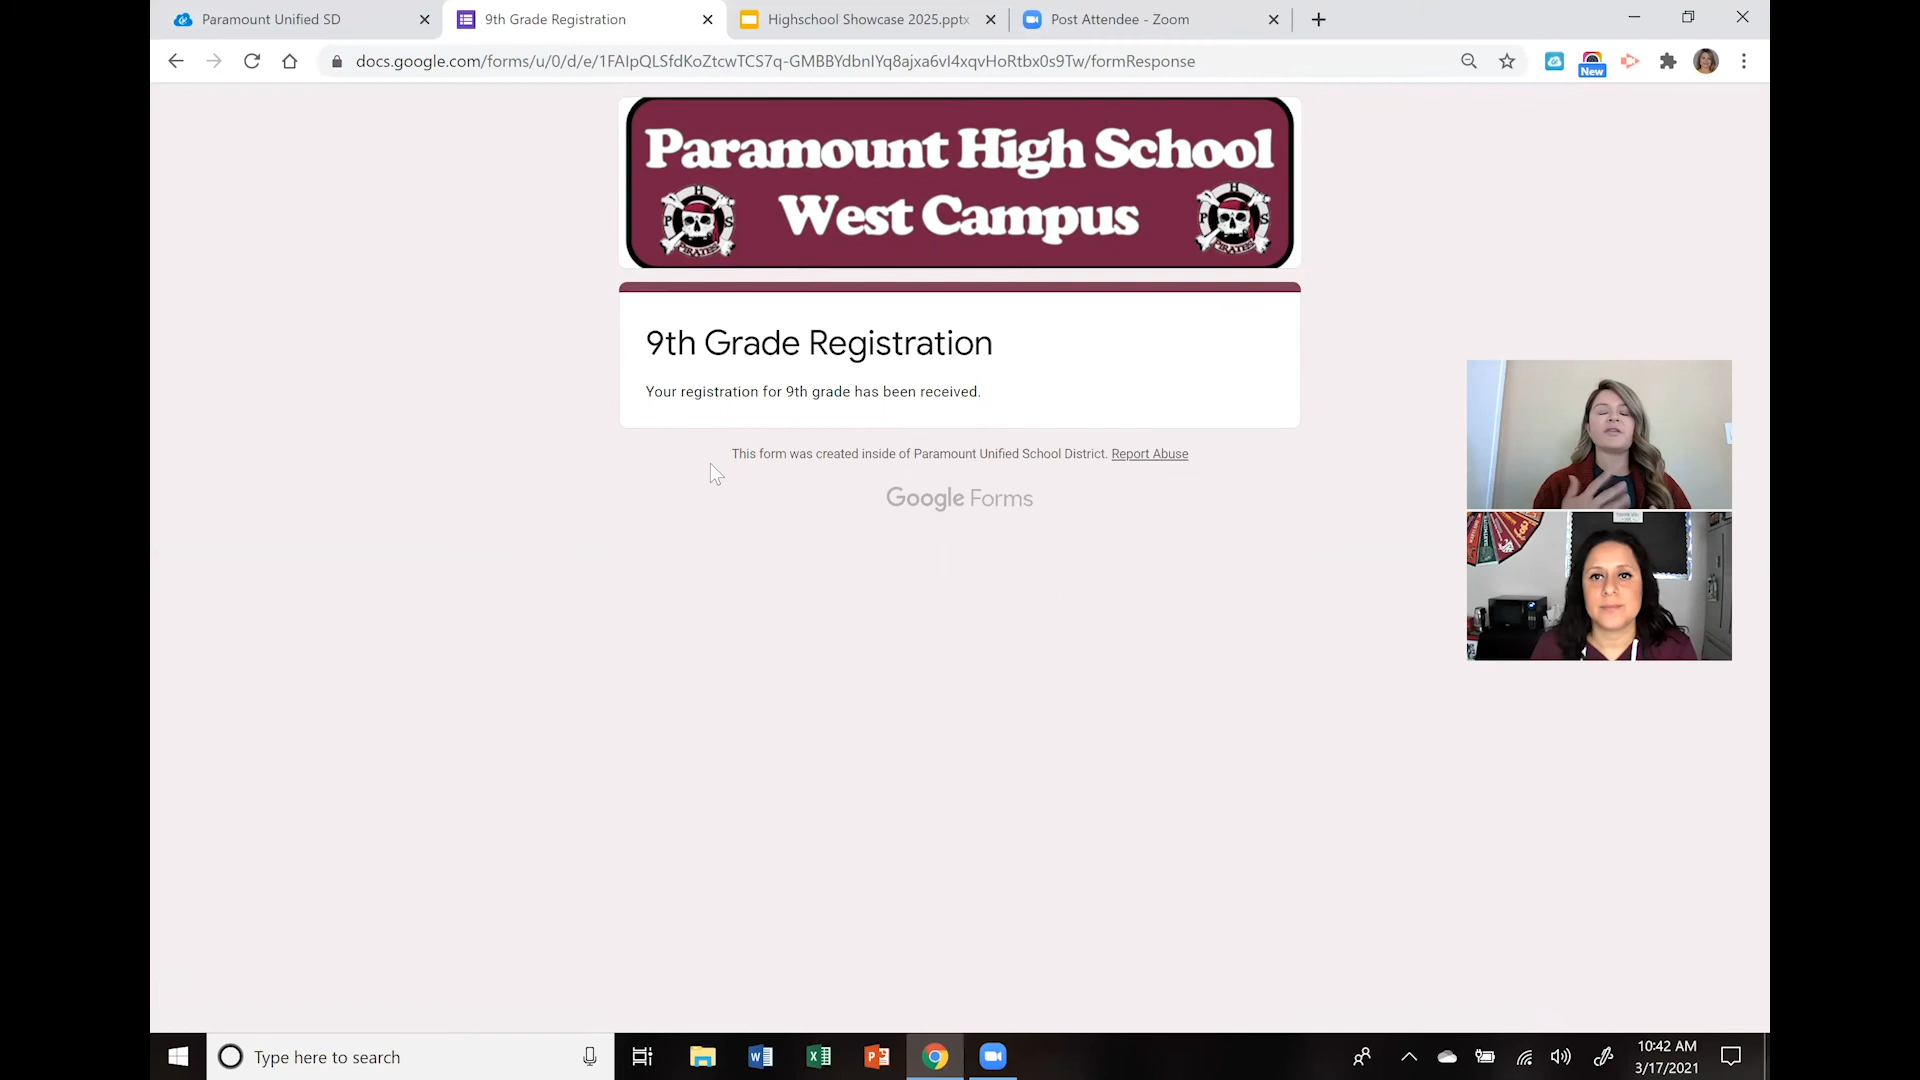 Paramount Unified SD
9th Grade Registration
Highschool Showcase 2025.pptx
Post Attendee - Zoom
docs.google.com/forms/u/0/d/e/1FAIpQLSfdKoZtcwTCS7q-GMBBYdbnIYq8ajxa6vI4xqvHoRtbx0s9Tw/formResponse
New
Paramount High School
West Campus
P H S
PIRATES
P H S
PIRATES
9th Grade Registration
Your registration for 9th grade has been received.
This form was created inside of Paramount Unified School District. Report Abuse
Google Forms
Type here to search
10:42 AM
3/17/2021